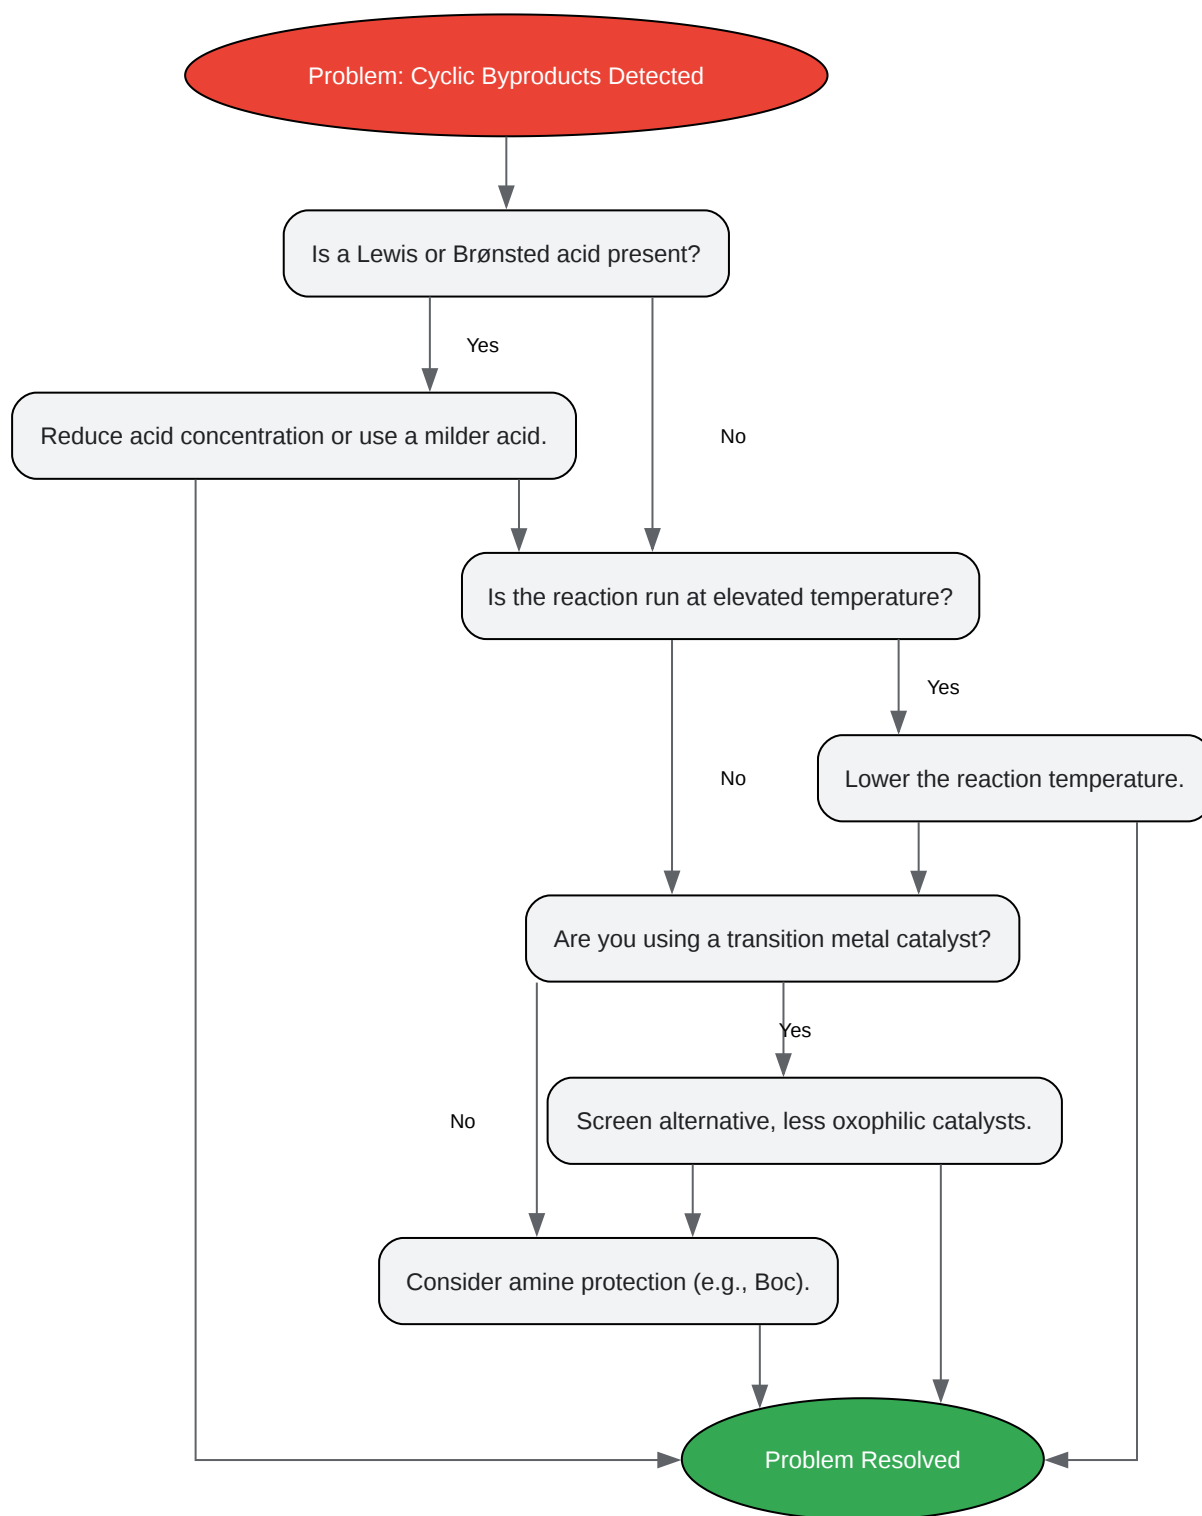 Problem: Cyclic Byproducts Detected
Is a Lewis or Brønsted acid present?
Yes
Reduce acid concentration or use a milder acid.
No
Is the reaction run at elevated temperature?
Yes
No
Lower the reaction temperature.
Are you using a transition metal catalyst?
Yes
No
Screen alternative, less oxophilic catalysts.
Consider amine protection (e.g., Boc).
Problem Resolved